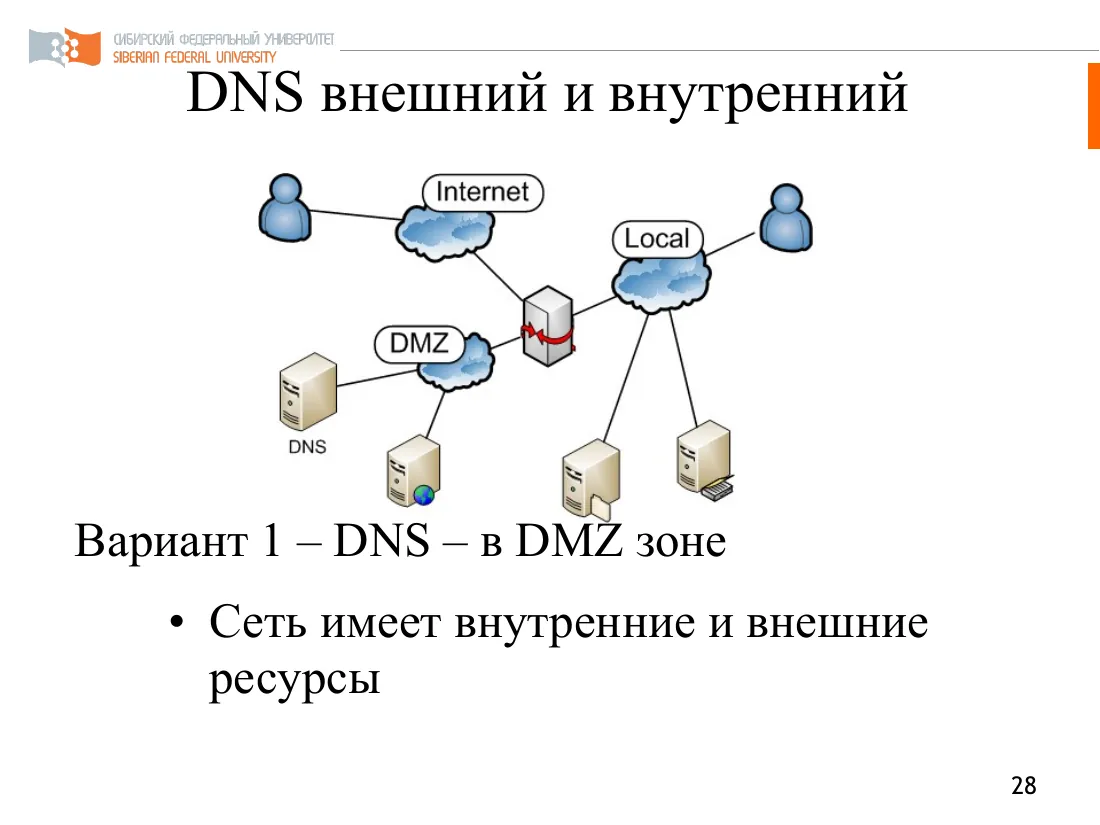 СИБИРСКИЙ ФЕДЕРАЛЬНЫЙ УНИВЕРСИТЕТ
SIBERIAN FEDERAL UNIVERSITY
DNS внешний и внутренний
Internet
Local
DMZ
DNS
Вариант 1 – DNS – в DMZ зоне
• Сеть имеет внутренние и внешние
ресурсы
28